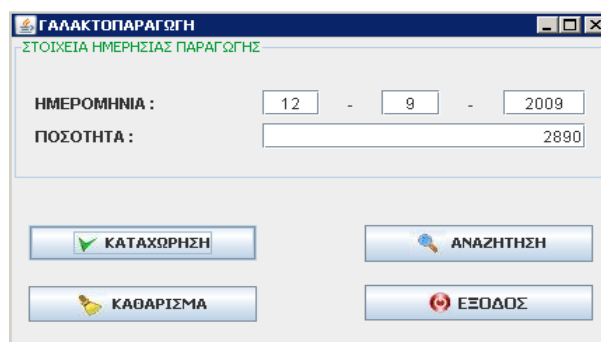 ΓΑΛΑΚΤΟΠΑΡΑΓΩΓΗ
ΣΤΟΙΧΕΙΑ ΗΜΕΡΗΣΙΑΣ ΠΑΡΑΓΩΓΗΣ
ΗΜΕΡΟΜΗΝΙΑ : 12 - 9 - 2009
ΠΟΣΟΤΗΤΑ : 2890
ΚΑΤΑΧΩΡΗΣΗ ΑΝΑΖΗΤΗΣΗ
ΚΑΘΑΡΙΣΜΑ ΕΞΟΔΟΣ